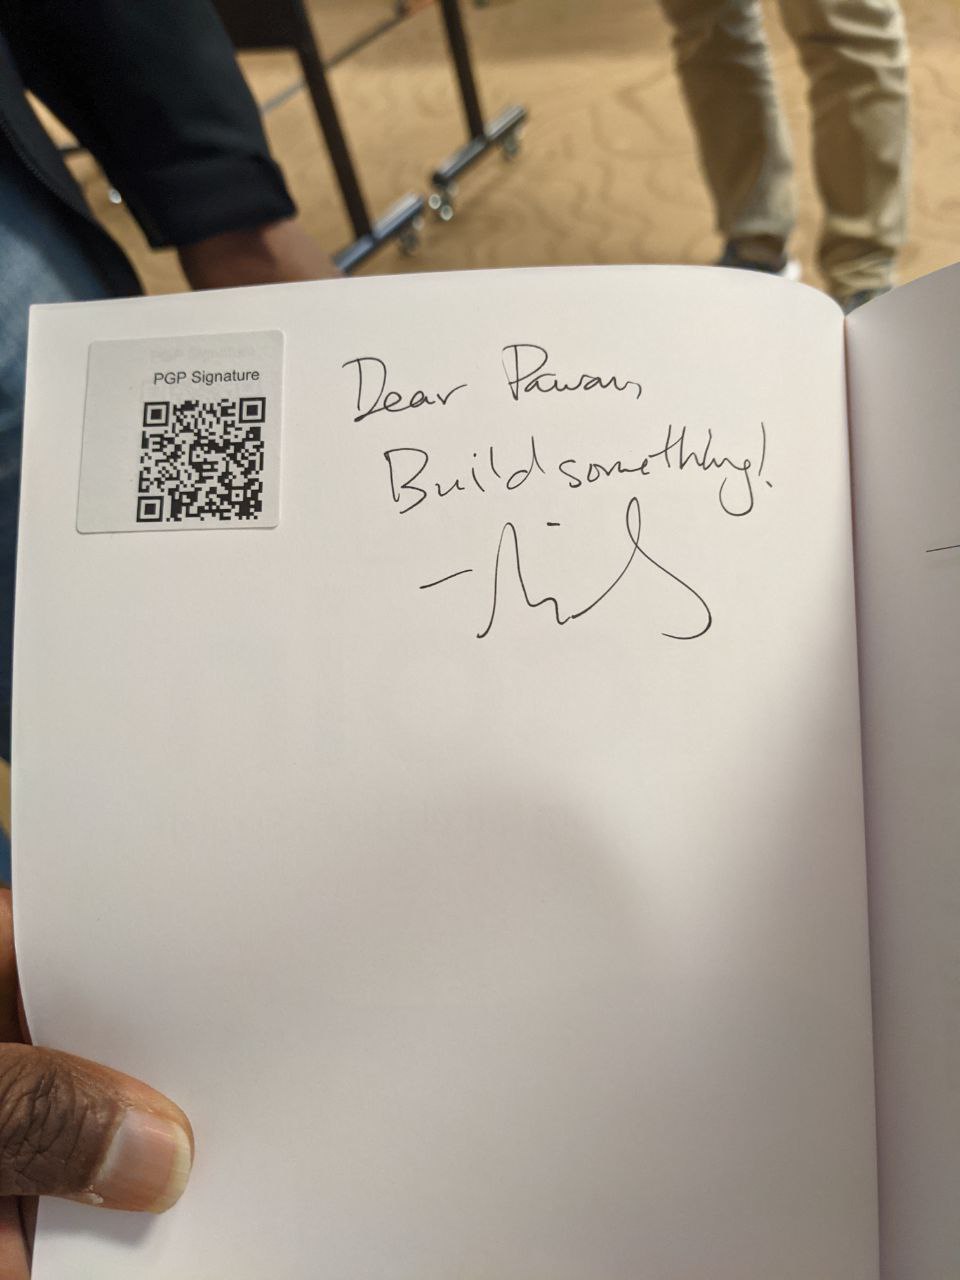 PGP Signature
Dear Pawan,
Build something!